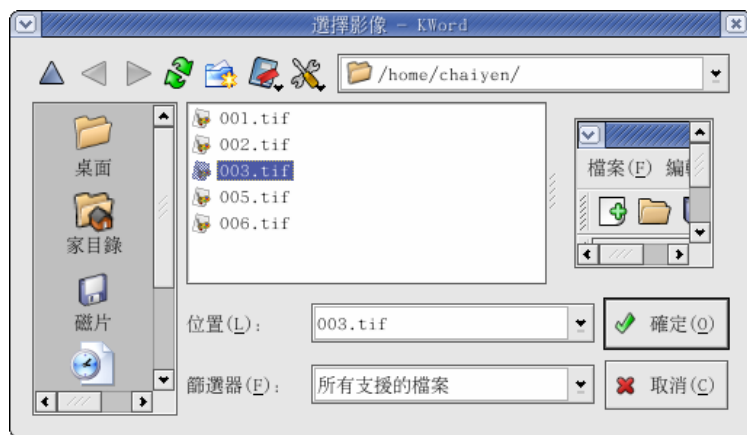 選擇影像 - KWord
/home/chaiyen/
桌面
家目錄
磁片
001.tif
002.tif
003.tif
005.tif
006.tif
檔案(F) 編輯
位置(L):
003.tif
確定(O)
篩選器(F):
所有支援的檔案
取消(C)